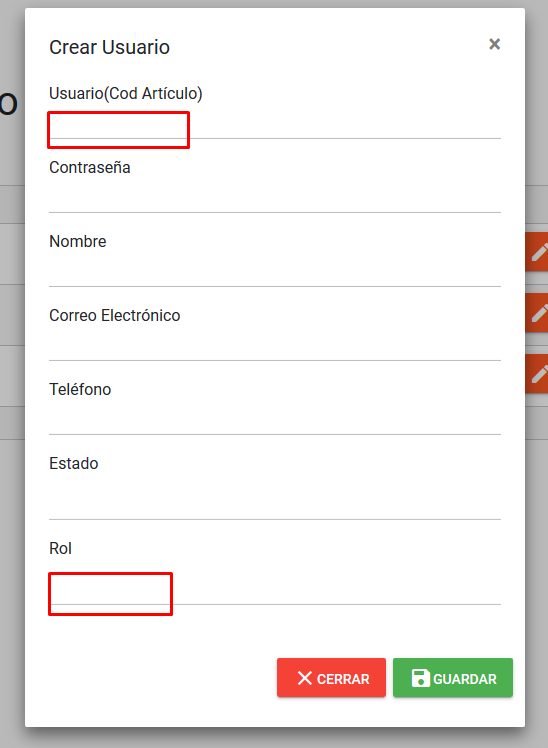 Crear Usuario ×
o
Usuario(Cod Artículo)
Contraseña
Nombre
Correo Electrónico
Teléfono
Estado
Rol
CERRAR GUARDAR